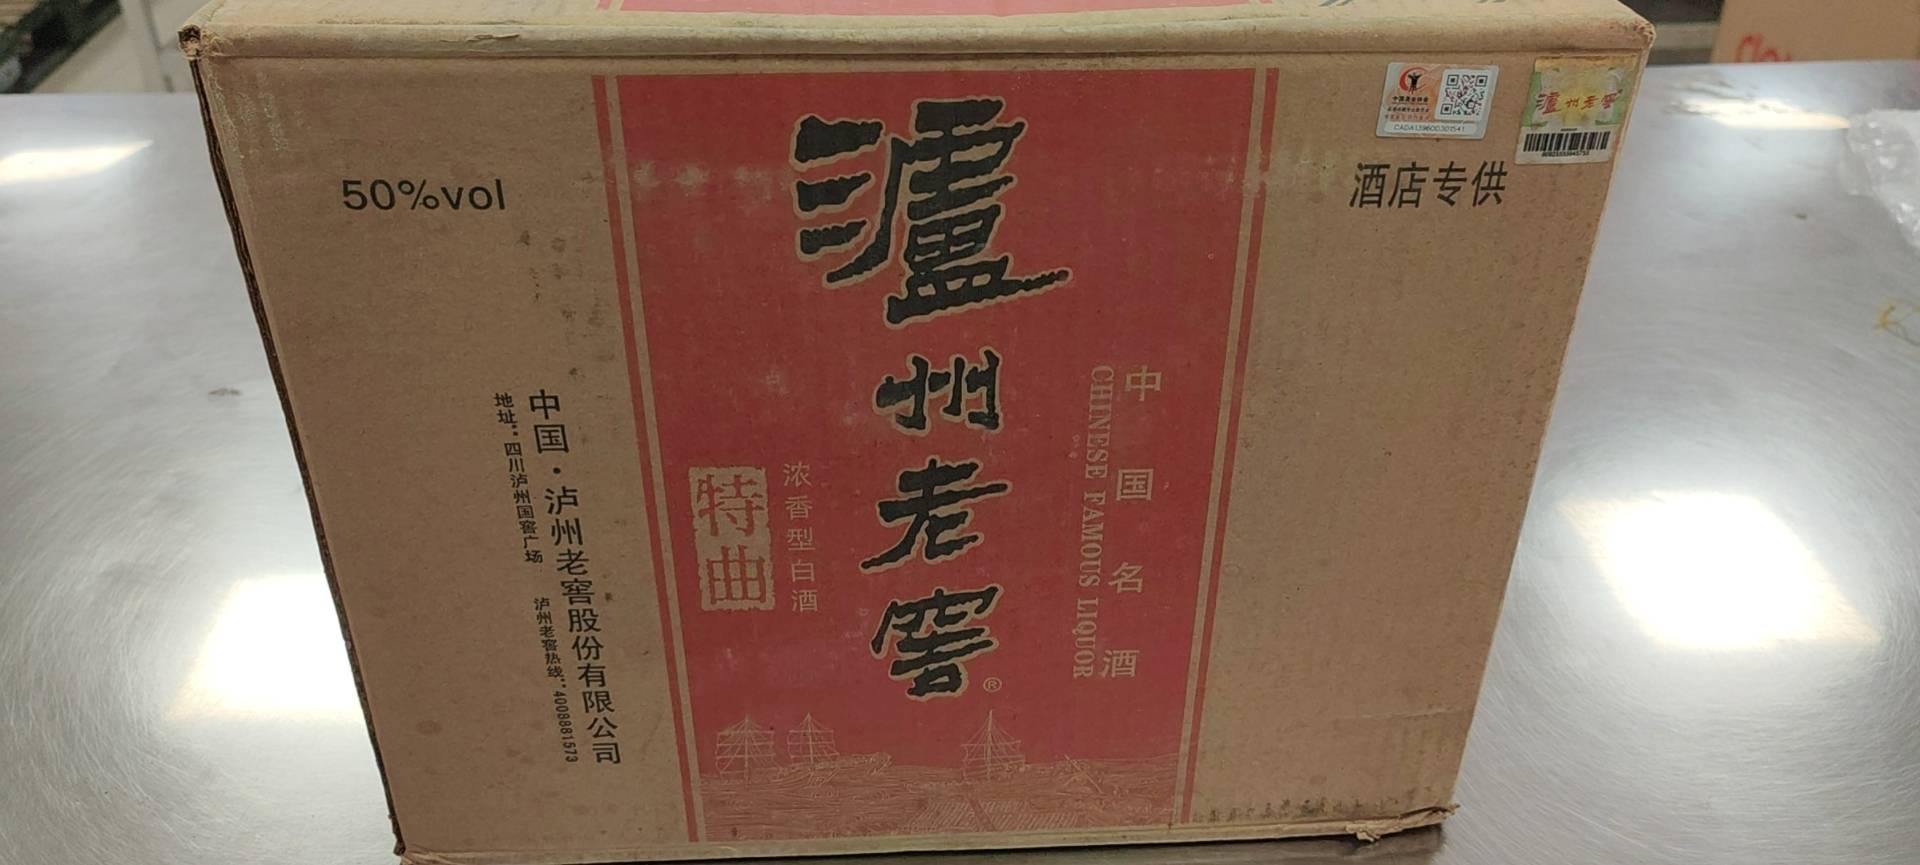 50%vol
中国·泸州老窖股份有限公司
地址:四川泸州国窖广场 泸州老窖热线:4008881573
瀘州老窖®
浓香型白酒
特曲
中国名酒
CHINESE FAMOUS LIQUOR
酒店专供
CADA13960D301541
瀘州老窖